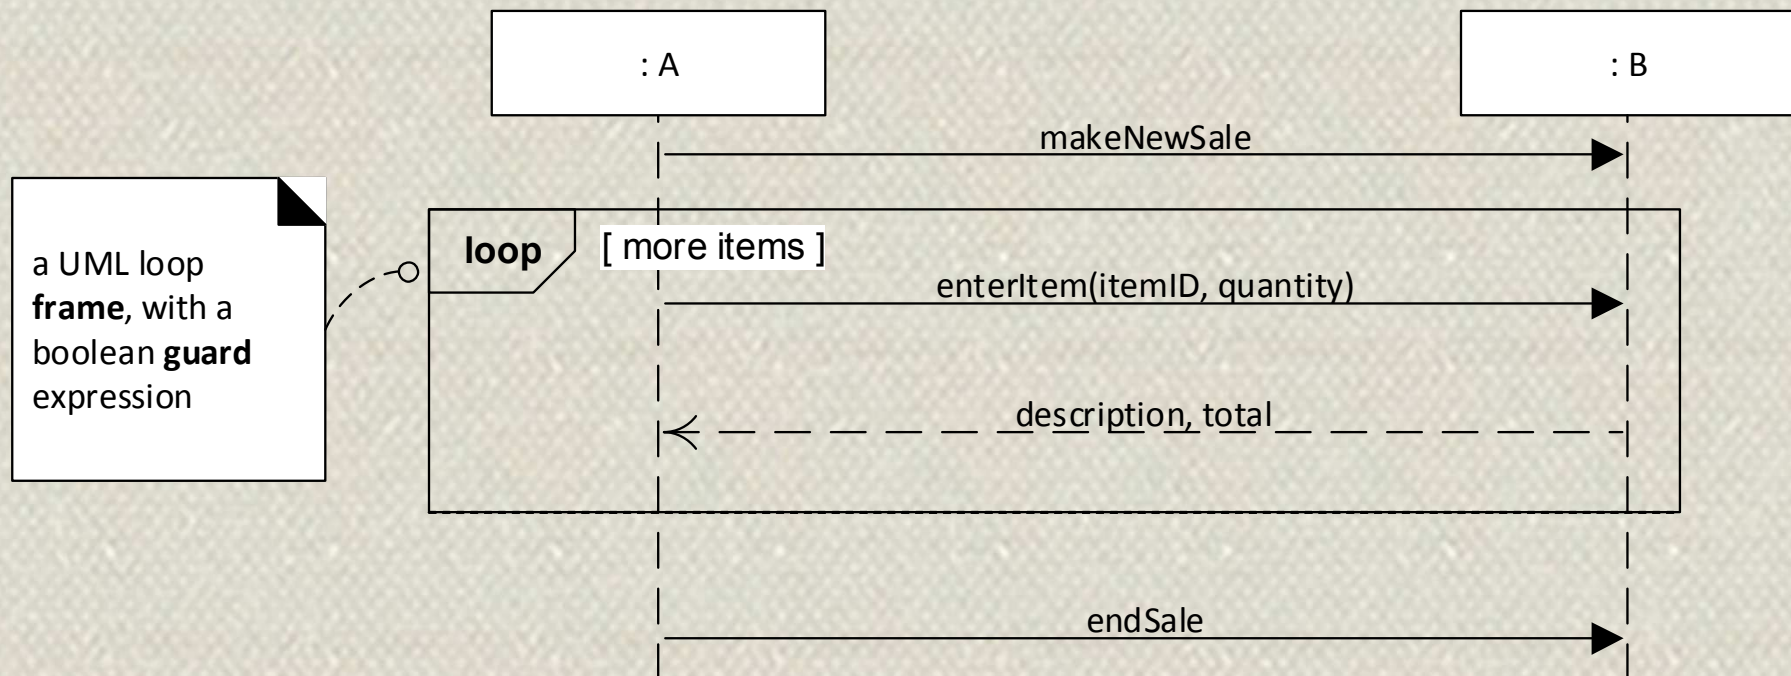 : A
: B
makeNewSale
a UML loop
frame, with a
boolean guard
expression
loop
[ more items ]
enterItem(itemID, quantity)
description, total
endSale